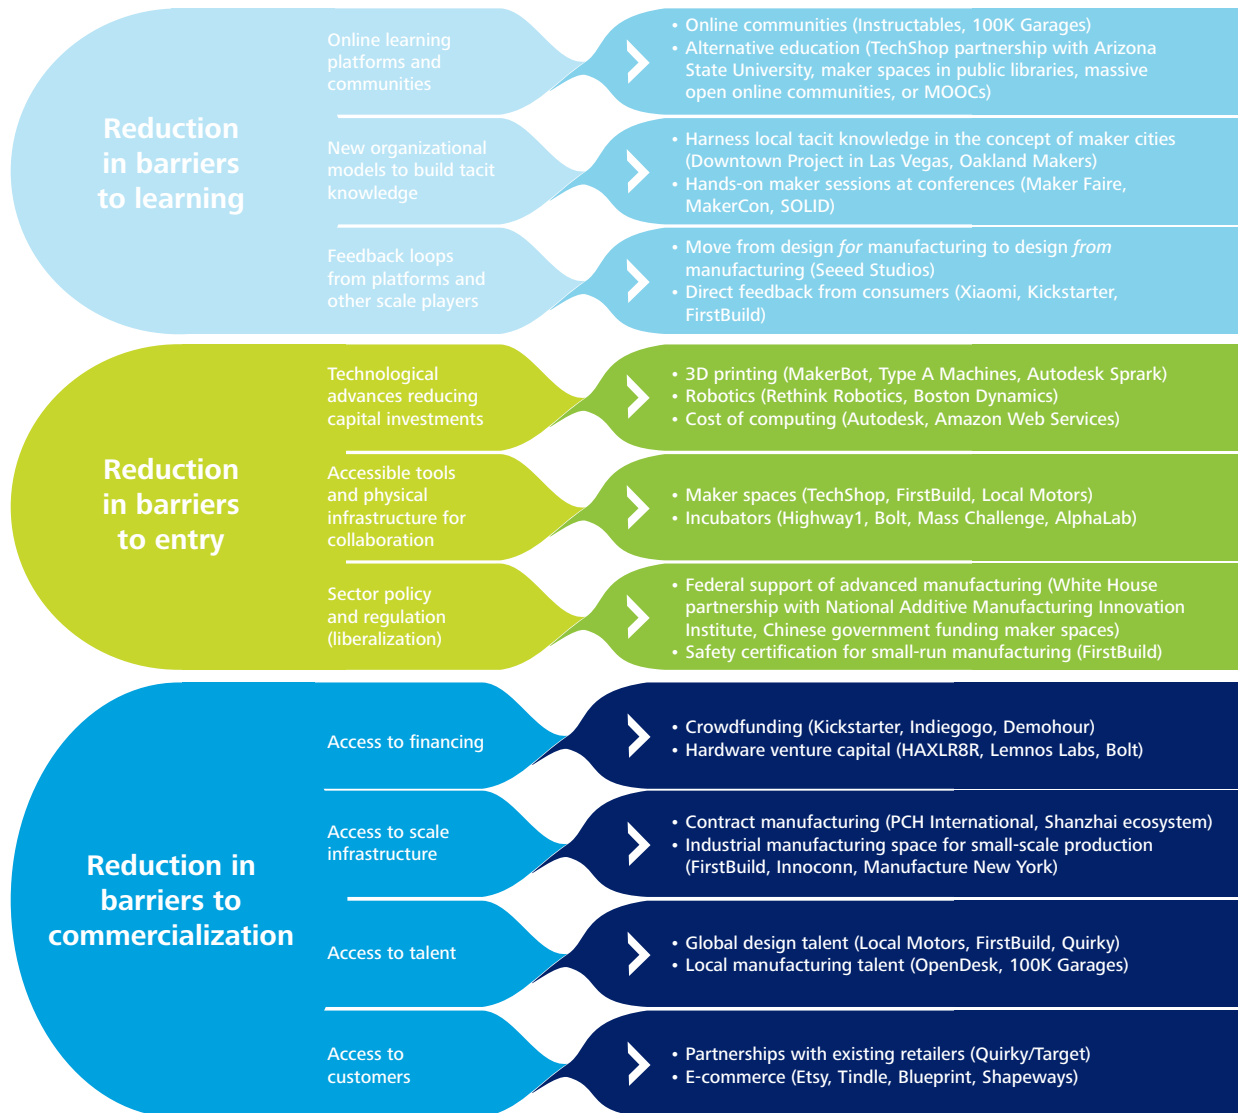 Reduction
in barriers
to learning
Online learning
platforms and
communities
• Online communities (Instructables, 100K Garages)
• Alternative education (TechShop partnership with Arizona
State University, maker spaces in public libraries, massive
open online communities, or MOOCs)
New organizational
models to build tacit
knowledge
• Harness local tacit knowledge in the concept of maker cities
(Downtown Project in Las Vegas, Oakland Makers)
• Hands-on maker sessions at conferences (Maker Faire,
MakerCon, SOLID)
Feedback loops
from platforms and
other scale players
• Move from design for manufacturing to design from
manufacturing (Seeed Studios)
• Direct feedback from consumers (Xiaomi, Kickstarter,
FirstBuild)
Reduction
in barriers
to entry
Technological
advances reducing
capital investments
• 3D printing (MakerBot, Type A Machines, Autodesk Sprark)
• Robotics (Rethink Robotics, Boston Dynamics)
• Cost of computing (Autodesk, Amazon Web Services)
Accessible tools
and physical
infrastructure for
collaboration
• Maker spaces (TechShop, FirstBuild, Local Motors)
• Incubators (Highway1, Bolt, Mass Challenge, AlphaLab)
Sector policy
and regulation
(liberalization)
• Federal support of advanced manufacturing (White House
partnership with National Additive Manufacturing Innovation
Institute, Chinese government funding maker spaces)
• Safety certification for small-run manufacturing (FirstBuild)
Reduction in
barriers to
commercialization
Access to financing
• Crowdfunding (Kickstarter, Indiegogo, Demohour)
• Hardware venture capital (HAXLR8R, Lemnos Labs, Bolt)
Access to scale
infrastructure
• Contract manufacturing (PCH International, Shanzhai ecosystem)
• Industrial manufacturing space for small-scale production
(FirstBuild, Innoconn, Manufacture New York)
Access to talent
• Global design talent (Local Motors, FirstBuild, Quirky)
• Local manufacturing talent (OpenDesk, 100K Garages)
Access to
customers
• Partnerships with existing retailers (Quirky/Target)
• E-commerce (Etsy, Tindle, Blueprint, Shapeways)